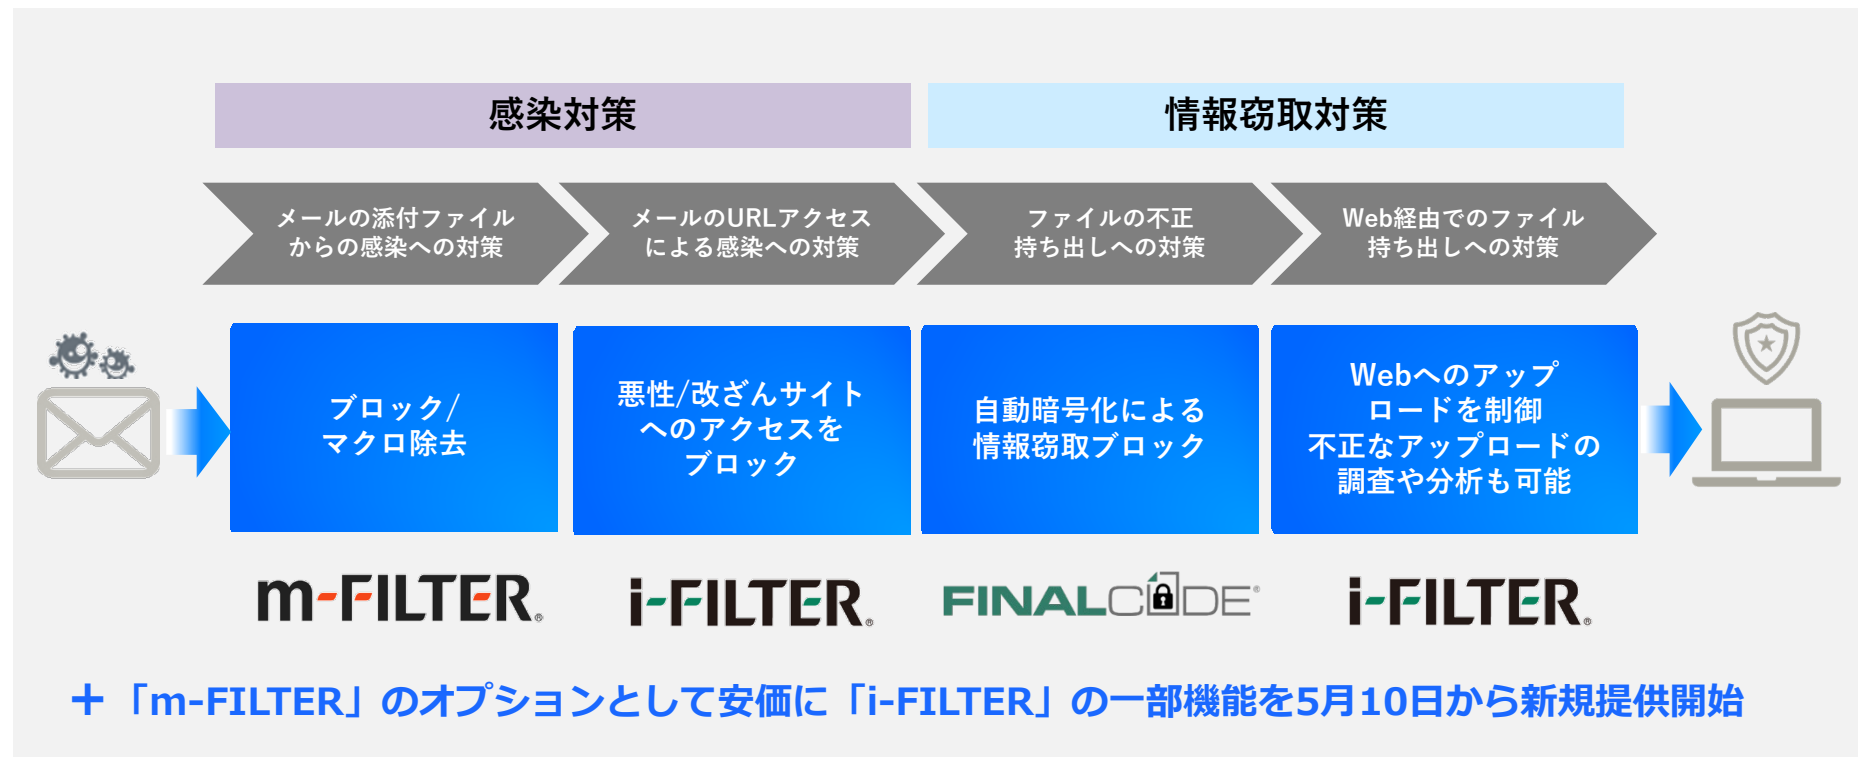 感染対策
情報窃取対策
メールの添付ファイル
からの感染への対策
メールのURLアクセス
による感染への対策
ファイルの不正
持ち出しへの対策
Web経由でのファイル
持ち出しへの対策
ブロック/
マクロ除去
悪性/改ざんサイト
へのアクセスを
ブロック
自動暗号化による
情報窃取ブロック
Webへのアップ
ロードを制御
不正なアップロードの
調査や分析も可能
m-FILTER®
i-FILTER®
FINALCODE®
i-FILTER®
＋「m-FILTER」のオプションとして安価に「i-FILTER」の一部機能を5月10日から新規提供開始